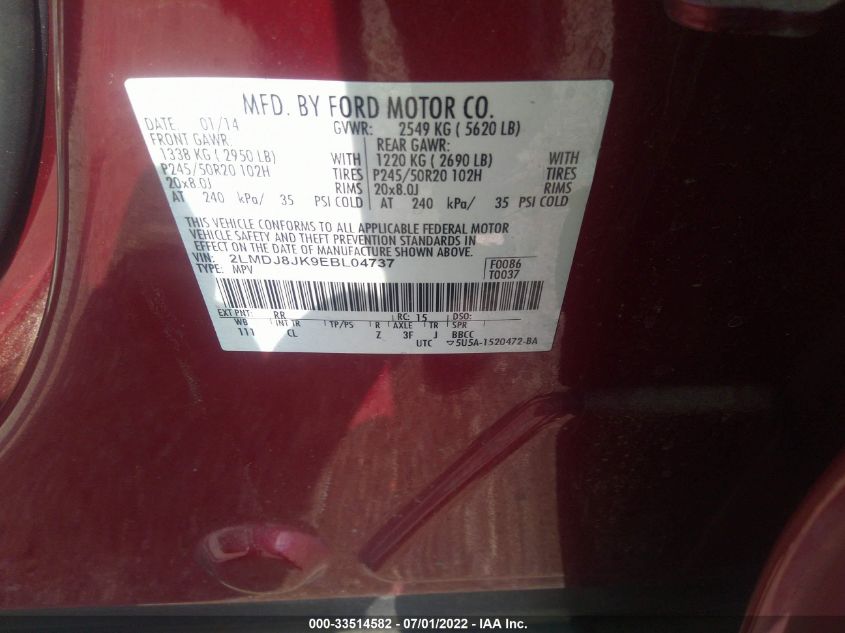 MFD. BY FORD MOTOR CO.
DATE: 01/14 GVWR: 2549 KG ( 5620 LB)
FRONT GAWR: REAR GAWR:
1338 KG ( 2950 LB) WITH 1220 KG ( 2690 LB) WITH
P245/50R20 102H TIRES P245/50R20 102H TIRES
20x8.0J RIMS 20x8.0J RIMS
AT 240 kPa/ 35 PSI COLD AT 240 kPa/ 35 PSI COLD
THIS VEHICLE CONFORMS TO ALL APPLICABLE FEDERAL MOTOR
VEHICLE SAFETY AND THEFT PREVENTION STANDARDS IN
EFFECT ON THE DATE OF MANUFACTURE SHOWN ABOVE.
VIN: 2LMDJ8JK9EBL04737 F0086
TYPE: MPV T0037
EXT PNT: RR RC: 15 DSO:
WB INT TR TP/PS R AXLE TR SPR
111 CL Z 3F J BBCC
UTC ▽5U5A-1520472-BA
000-33514582 - 07/01/2022 - IAA Inc.